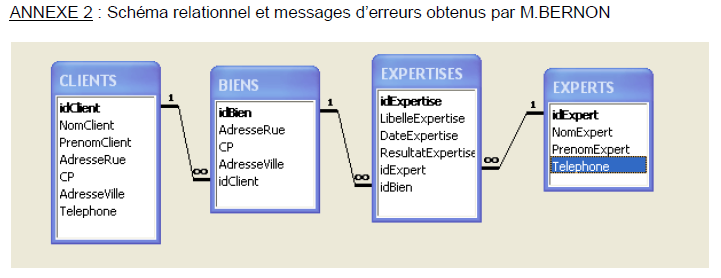 ANNEXE 2 : Schéma relationnel et messages d’erreurs obtenus par M.BERNON
CLIENTS
idClient
NomClient
PrenomClient
AdresseRue
CP
AdresseVille
Telephone
1
∞
BIENS
idBien
AdresseRue
CP
AdresseVille
idClient
1
∞
EXPERTISES
idExpertise
LibelleExpertise
DateExpertise
ResultatExpertise
idExpert
idBien
∞
1
EXPERTS
idExpert
NomExpert
PrenomExpert
Telephone